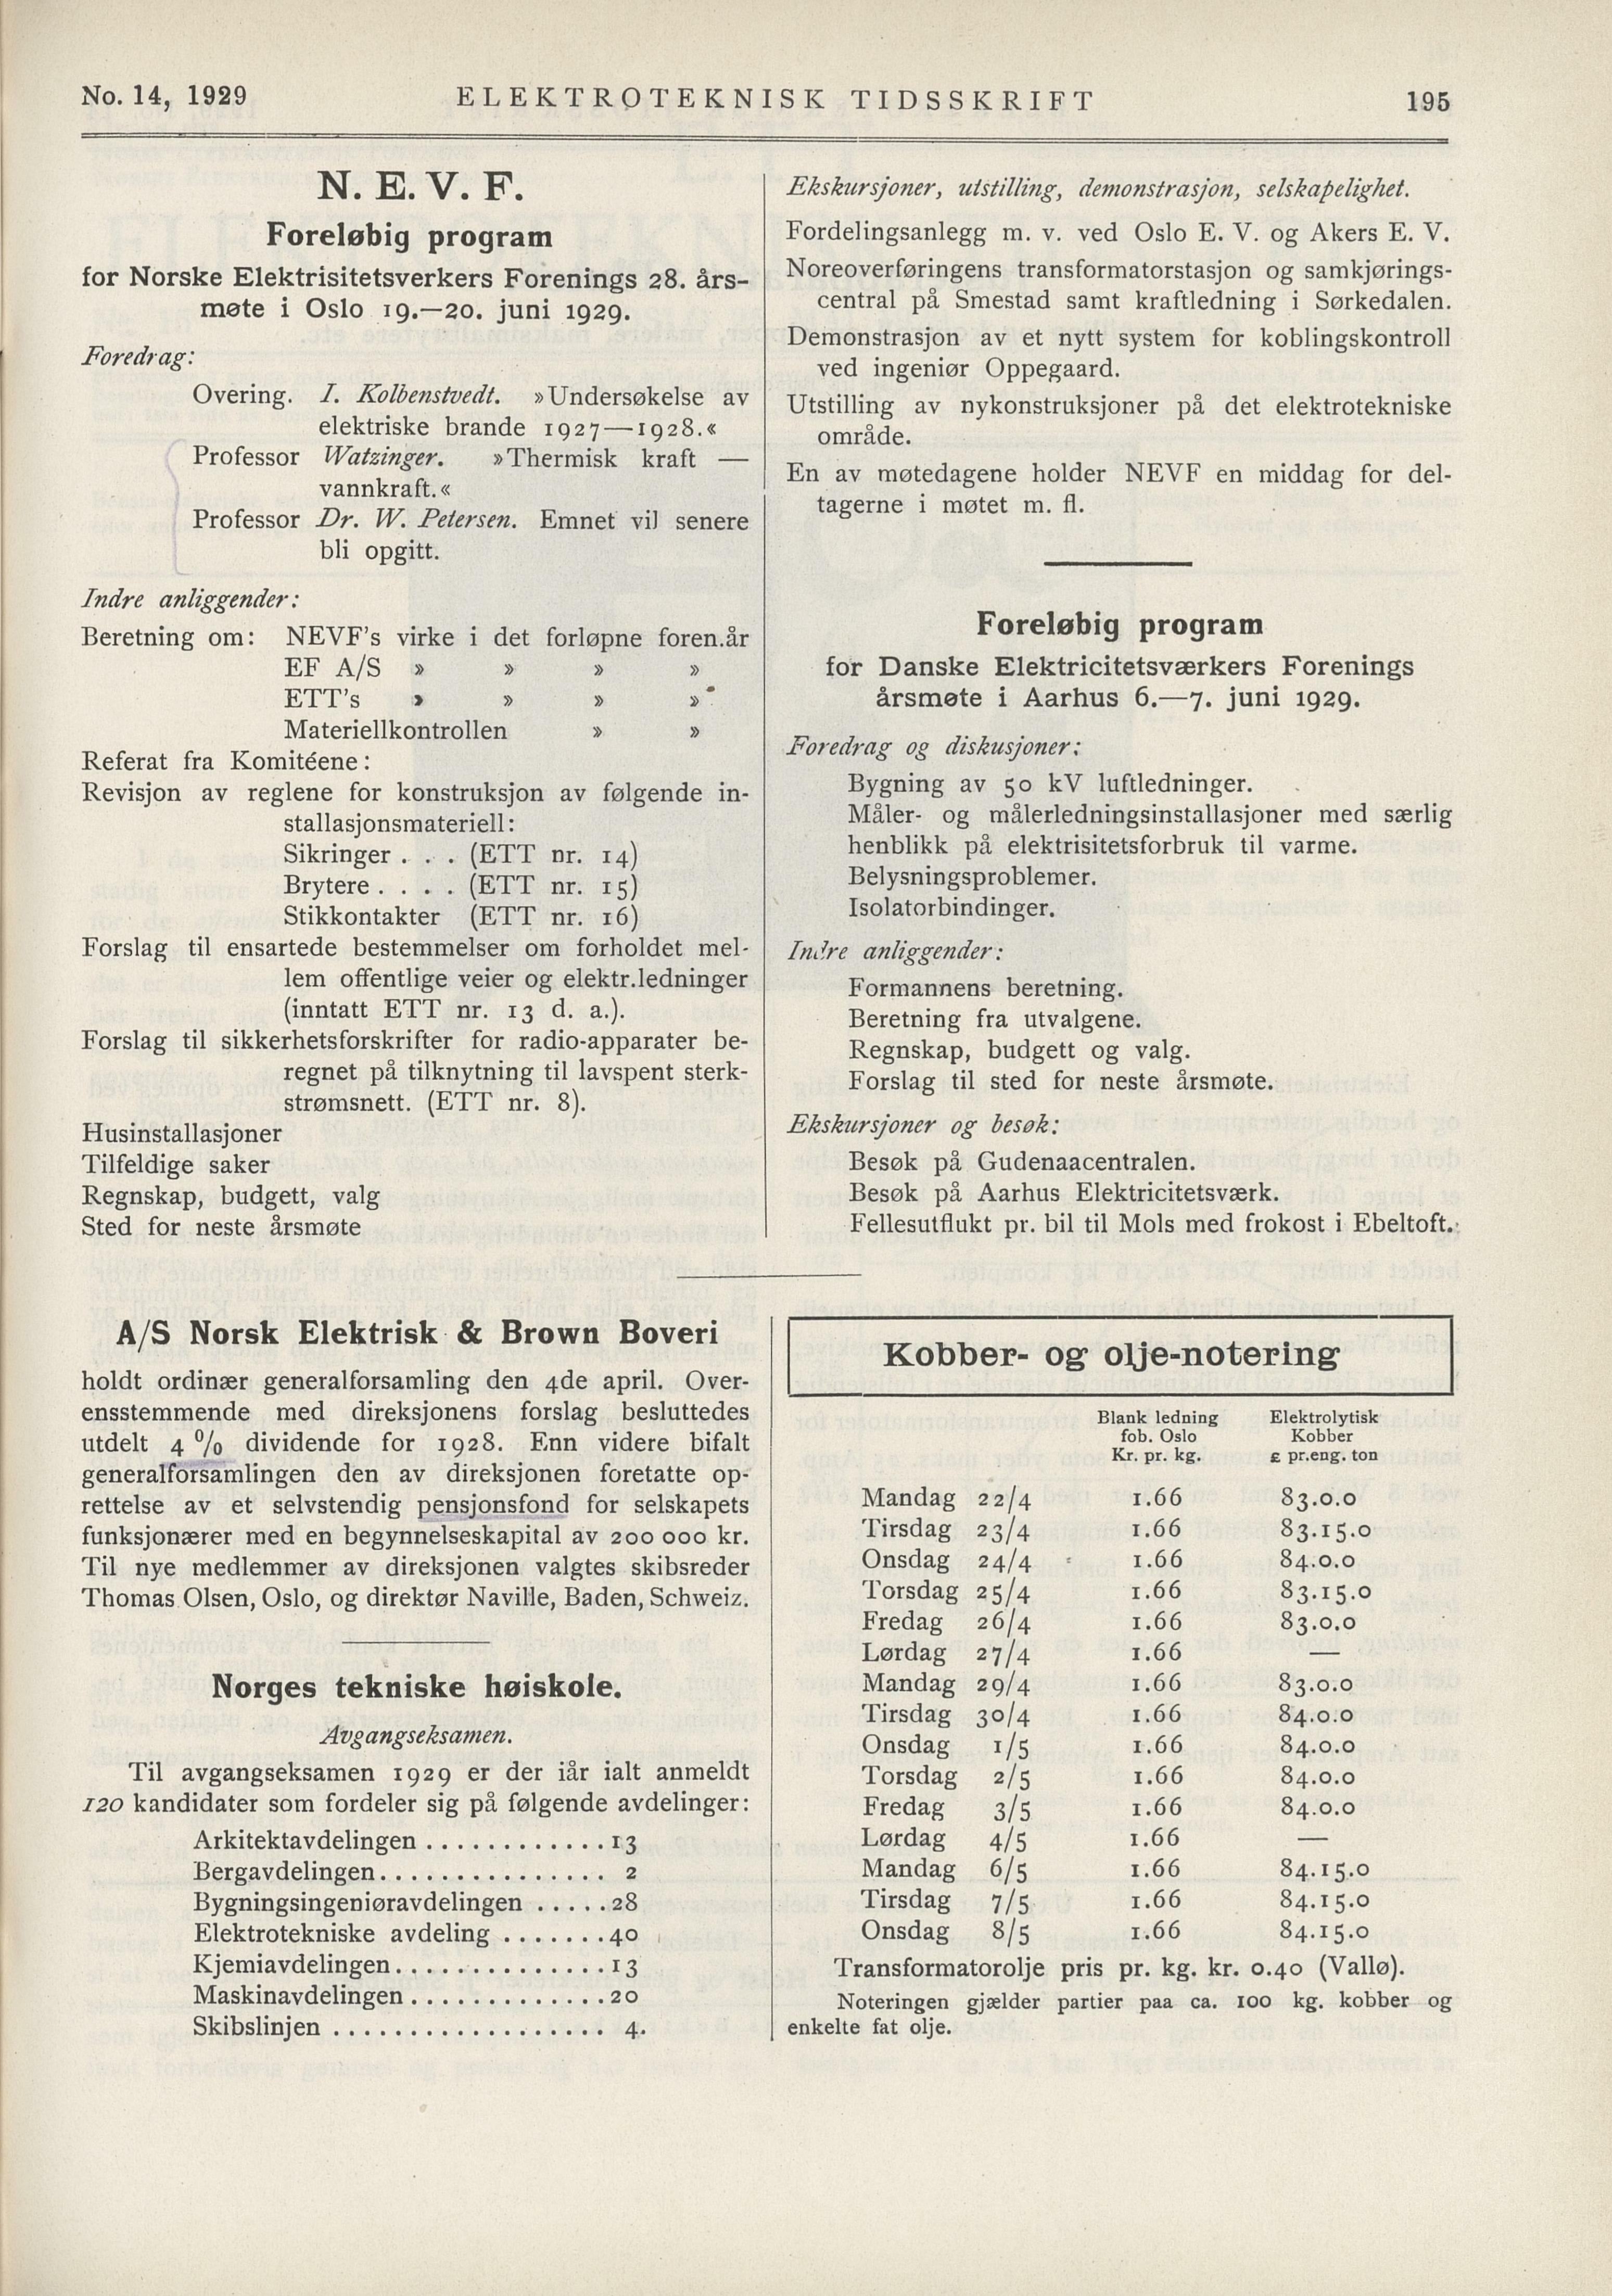 No. 14, 1929
ELEKTROTEKNISK TIDSSKRIFT
195
N. E. V. F.
Foreløbig program
for Norske Elektrisitetsverkers Forenings 28. års-
møte i Oslo 19.—20. juni 1929.
Foredrag:
Overing. I. Kolbenstvedt. »Undersøkelse av
elektriske brande 1927—1928.«
Professor Watzinger. »Thermisk kraft —
vannkraft.«
Professor Dr. W. Petersen. Emnet vil senere
bli opgitt.
Indre anliggender:
Beretning om: NEVF's virke i det forløpne foren.år
EF A/S » » » »
ETT's » » » »
Materiellkontrollen » »
Referat fra Komitéene:
Revisjon av reglene for konstruksjon av følgende in-
stallasjonsmateriell:
Sikringer . . . (ETT nr. 14)
Brytere . . . . (ETT nr. 15)
Stikkontakter (ETT nr. 16)
Forslag til ensartede bestemmelser om forholdet mel-
lem offentlige veier og elektr.ledninger
(inntatt ETT nr. 13 d. a.).
Forslag til sikkerhetsforskrifter for radio-apparater be-
regnet på tilknytning til lavspent sterk-
strømsnett. (ETT nr. 8).
Husinstallasjoner
Tilfeldige saker
Regnskap, budgett, valg
Sted for neste årsmøte
Ekskursjoner, utstilling, demonstrasjon, selskapelighet.
Fordelingsanlegg m. v. ved Oslo E. V. og Akers E. V.
Noreoverføringens transformatorstasjon og samkjørings-
central på Smestad samt kraftledning i Sørkedalen.
Demonstrasjon av et nytt system for koblingskontroll
ved ingeniør Oppegaard.
Utstilling av nykonstruksjoner på det elektrotekniske
område.
En av møtedagene holder NEVF en middag for del-
tagerne i møtet m. fl.
Foreløbig program
for Danske Elektricitetsværkers Forenings
årsmøte i Aarhus 6.—7. juni 1929.
Foredrag og diskusjoner:
Bygning av 50 kV luftledninger.
Måler- og målerledningsinstallasjoner med særlig
henblikk på elektrisitetsforbruk til varme.
Belysningsproblemer.
Isolatorbindinger.
Indre anliggender:
Formannens beretning.
Beretning fra utvalgene.
Regnskap, budgett og valg.
Forslag til sted for neste årsmøte.
Ekskursjoner og besøk:
Besøk på Gudenaacentralen.
Besøk på Aarhus Elektricitetsværk.
Fellesutflukt pr. bil til Mols med frokost i Ebeltoft.
A/S Norsk Elektrisk & Brown Boveri
holdt ordinær generalforsamling den 4de april. Over-
ensstemmende med direksjonens forslag besluttedes
utdelt 4 % dividende for 1928. Enn videre bifalt
generalforsamlingen den av direksjonen foretatte op-
rettelse av et selvstendig pensjonsfond for selskapets
funksjonærer med en begynnelseskapital av 200 000 kr.
Til nye medlemmer av direksjonen valgtes skibsreder
Thomas Olsen, Oslo, og direktør Naville, Baden, Schweiz.
Norges tekniske høiskole.
Avgangseksamen.
Til avgangseksamen 1929 er der iår ialt anmeldt
120 kandidater som fordeler sig på følgende avdelinger:
Arkitektavdelingen . . . . . . . . . . . . 13
Bergavdelingen . . . . . . . . . . . . . . . 2
Bygningsingeniøravdelingen . . . . . 28
Elektrotekniske avdeling . . . . . . . 40
Kjemiavdelingen . . . . . . . . . . . . . . 13
Maskinavdelingen . . . . . . . . . . . . . 20
Skibslinjen . . . . . . . . . . . . . . . . . . 4.
Kobber- og olje-notering
Blank ledning Elektrolytisk
fob. Oslo Kobber
Kr. pr. kg. £ pr.eng. ton
Mandag 22/4 1.66 83.0.0
Tirsdag 23/4 1.66 83.15.0
Onsdag 24/4 1.66 84.0.0
Torsdag 25/4 1.66 83.15.0
Fredag 26/4 1.66 83.0.0
Lørdag 27/4 1.66 —
Mandag 29/4 1.66 83.0.0
Tirsdag 30/4 1.66 84.0.0
Onsdag 1/5 1.66 84.0.0
Torsdag 2/5 1.66 84.0.0
Fredag 3/5 1.66 84.0.0
Lørdag 4/5 1.66 —
Mandag 6/5 1.66 84.15.0
Tirsdag 7/5 1.66 84.15.0
Onsdag 8/5 1.66 84.15.0
Transformatorolje pris pr. kg. kr. 0.40 (Vallø).
Noteringen gjælder partier paa ca. 100 kg. kobber og
enkelte fat olje.